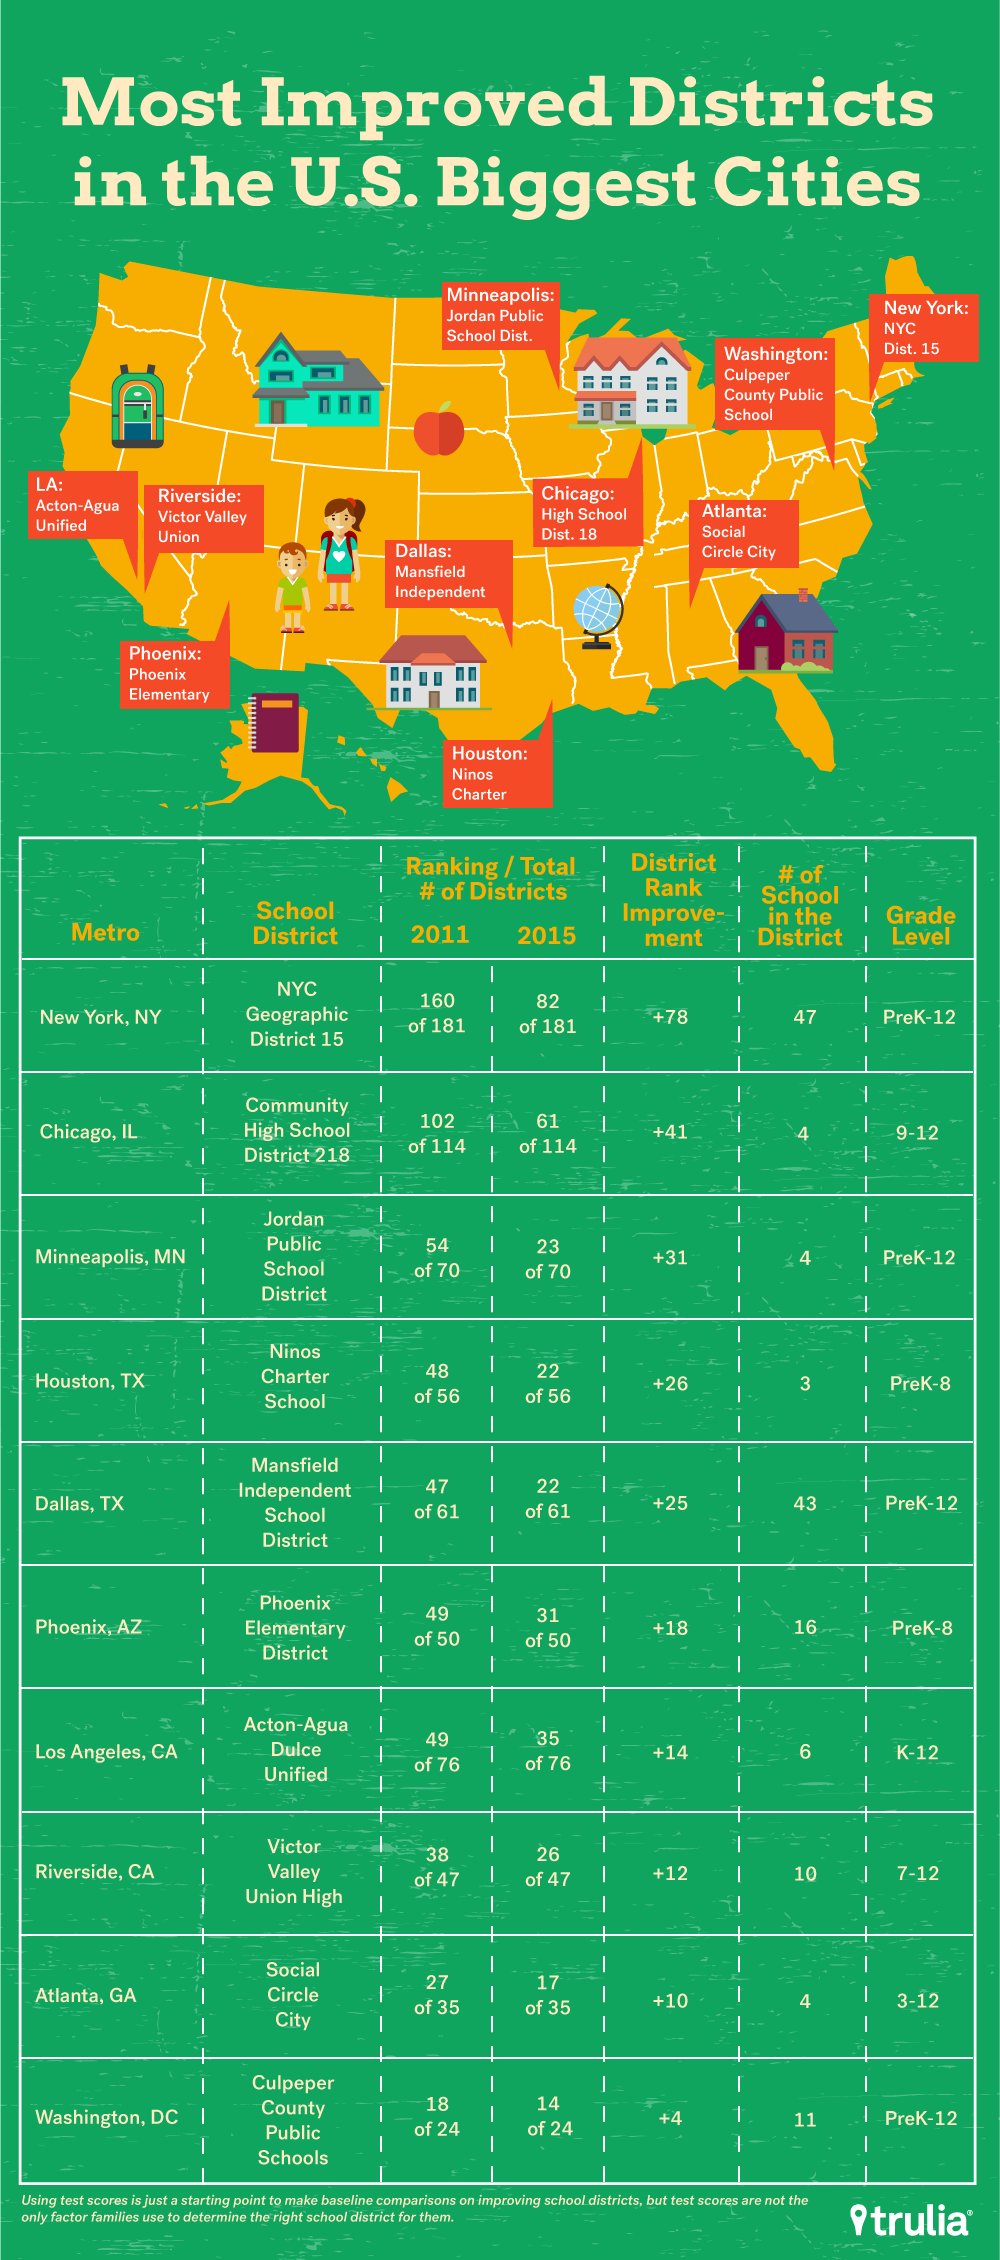 Most Improved Districts
in the U.S. Biggest Cities
Minneapolis:
Jordan Public
School Dist.
New York:
NYC
Dist. 15
Washington:
Culpeper
County Public
School
LA:
Acton-Agua
Unified
Riverside:
Victor Valley
Union
Chicago:
High School
Dist. 18
Atlanta:
Social
Circle City
Dallas:
Mansfield
Independent
Phoenix:
Phoenix
Elementary
Houston:
Ninos
Charter
Metro
School
District
Ranking / Total
# of Districts
2011 2015
District
Rank
Improve-
ment
# of
School
in the
District
Grade
Level
New York, NY
NYC
Geographic
District 15
160
of 181
82
of 181
+78
47
PreK-12
Chicago, IL
Community
High School
District 218
102
of 114
61
of 114
+41
4
9-12
Minneapolis, MN
Jordan
Public
School
District
54
of 70
23
of 70
+31
4
PreK-12
Houston, TX
Ninos
Charter
School
48
of 56
22
of 56
+26
3
PreK-8
Dallas, TX
Mansfield
Independent
School
District
47
of 61
22
of 61
+25
43
PreK-12
Phoenix, AZ
Phoenix
Elementary
District
49
of 50
31
of 50
+18
16
PreK-8
Los Angeles, CA
Acton-Agua
Dulce
Unified
49
of 76
35
of 76
+14
6
K-12
Riverside, CA
Victor
Valley
Union High
38
of 47
26
of 47
+12
10
7-12
Atlanta, GA
Social
Circle
City
27
of 35
17
of 35
+10
4
3-12
Washington, DC
Culpeper
County
Public
Schools
18
of 24
14
of 24
+4
11
PreK-12
Using test scores is just a starting point to make baseline comparisons on improving school districts, but test scores are not the
only factor families use to determine the right school district for them.
trulia®